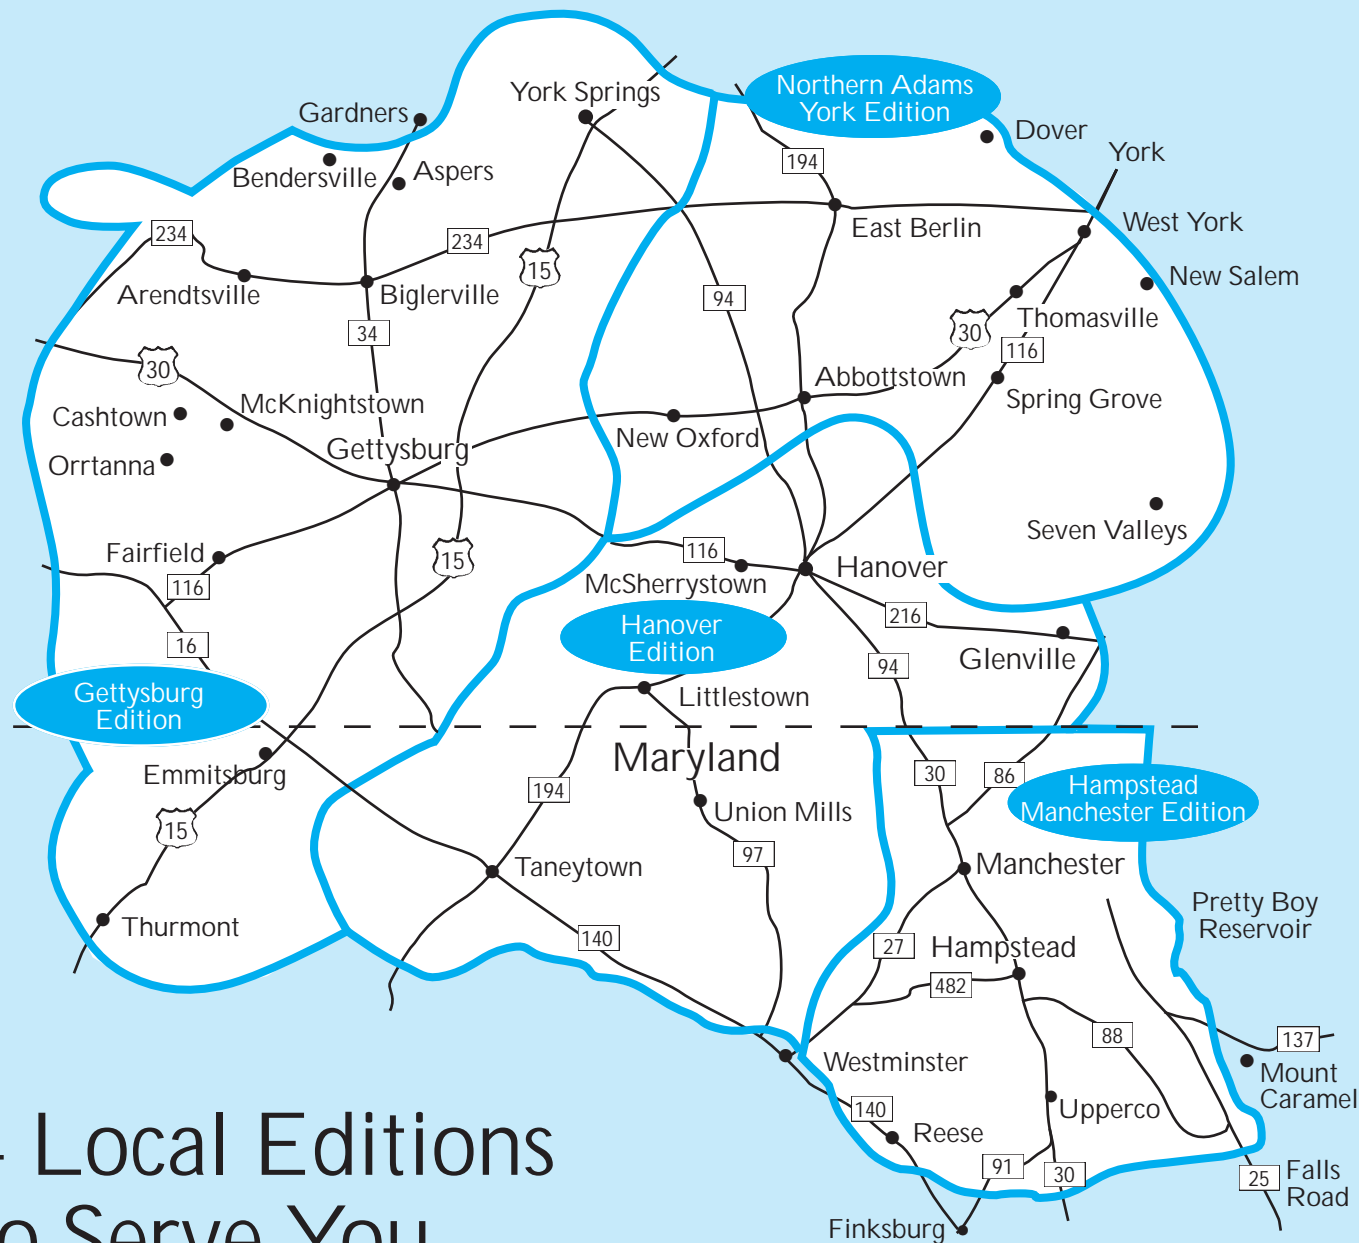 York Springs
Northern Adams
York Edition
Gardners
Dover
Bendersville
Aspers
194
York
234
234
East Berlin
West York
15
New Salem
Arendtsville
Biglerville
94
34
30
Thomasville
30
116
Abbottstown
Cashtown
McKnightstown
Spring Grove
New Oxford
Gettysburg
Orrtanna
Seven Valleys
Fairfield
15
116
Hanover
McSherrystown
116
216
Hanover
Edition
16
94
Glenville
Gettysburg
Edition
Littlestown
Maryland
Emmitsburg
30
86
Hampstead
Manchester Edition
194
Union Mills
15
97
Taneytown
Manchester
Pretty Boy
Reservoir
Thurmont
140
27
Hampstead
482
88
137
Westminster
Mount
Caramel
140
Upperco
Reese
Local Editions
91
30
25
Falls
Road
Serve You
Finksburg